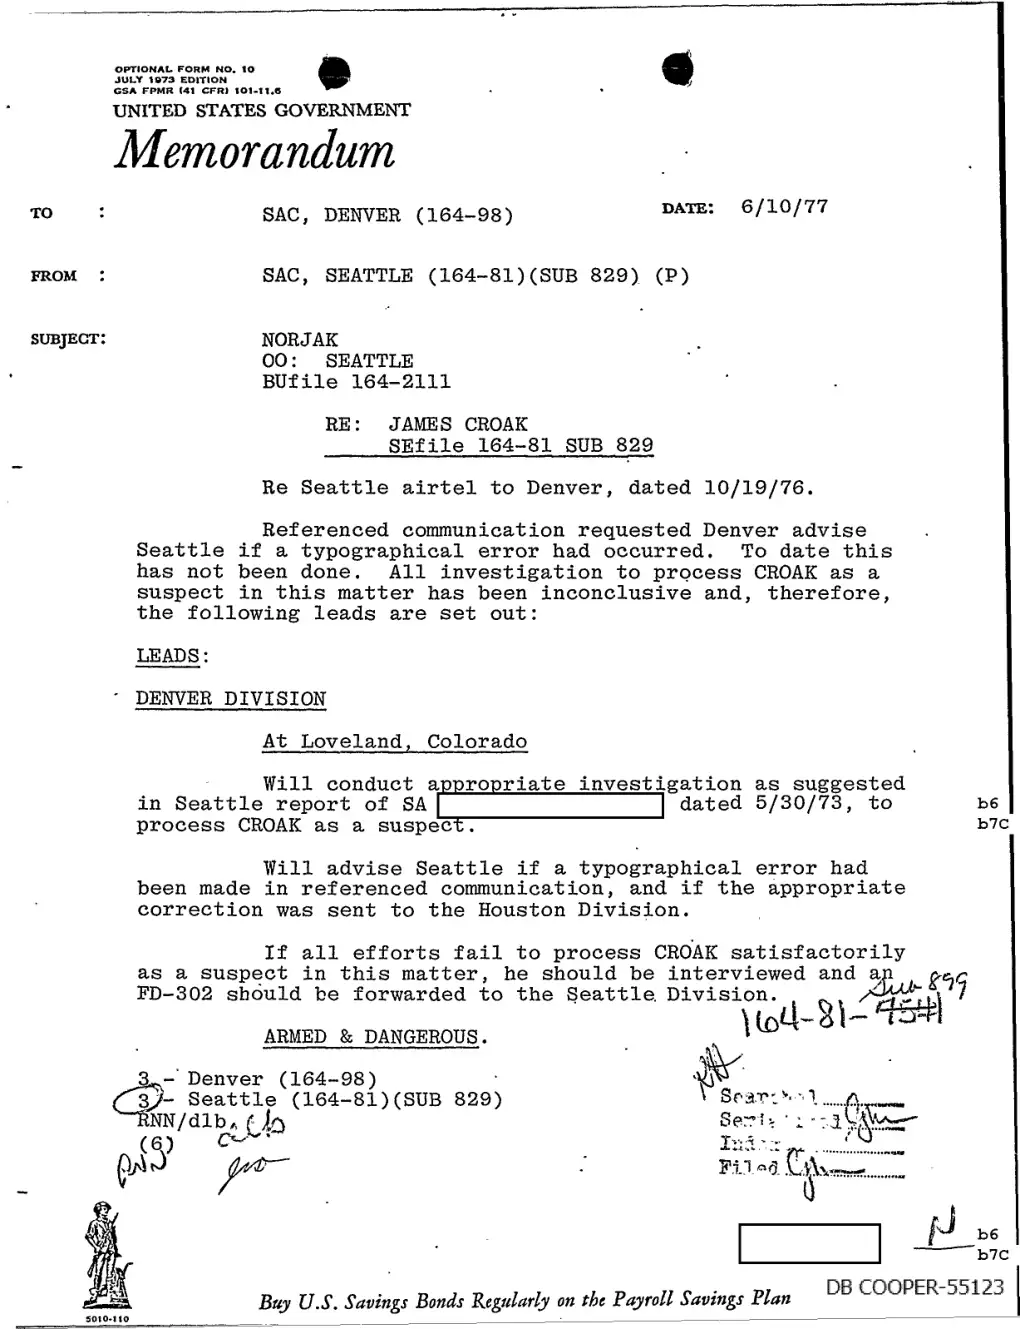 OPTIONAL FORM NO. 10
JULY 1973 EDITION
GSA FPMR (41 CFR) 101-11.6
UNITED STATES GOVERNMENT
Memorandum
TO : SAC, DENVER (164-98) DATE: 6/10/77
FROM : SAC, SEATTLE (164-81)(SUB 829) (P)
SUBJECT: NORJAK
OO: SEATTLE
BUfile 164-2111
RE: JAMES CROAK
SEfile 164-81 SUB 829
Re Seattle airtel to Denver, dated 10/19/76.
Referenced communication requested Denver advise
Seattle if a typographical error had occurred. To date this
has not been done. All investigation to process CROAK as a
suspect in this matter has been inconclusive and, therefore,
the following leads are set out:
LEADS:
DENVER DIVISION
At Loveland, Colorado
Will conduct appropriate investigation as suggested
in Seattle report of SA dated 5/30/73, to b6
process CROAK as a suspect. b7C
Will advise Seattle if a typographical error had
been made in referenced communication, and if the appropriate
correction was sent to the Houston Division.
If all efforts fail to process CROAK satisfactorily
as a suspect in this matter, he should be interviewed and an
FD-302 should be forwarded to the Seattle Division.
Sub 899
164-81-
ARMED & DANGEROUS.
3 - Denver (164-98)
3 - Seattle (164-81)(SUB 829)
RNN/dlb
(6)
RNN
Searched
Serialized
Filed
N b6
b7C
DB COOPER-55123
Buy U.S. Savings Bonds Regularly on the Payroll Savings Plan
5010-110